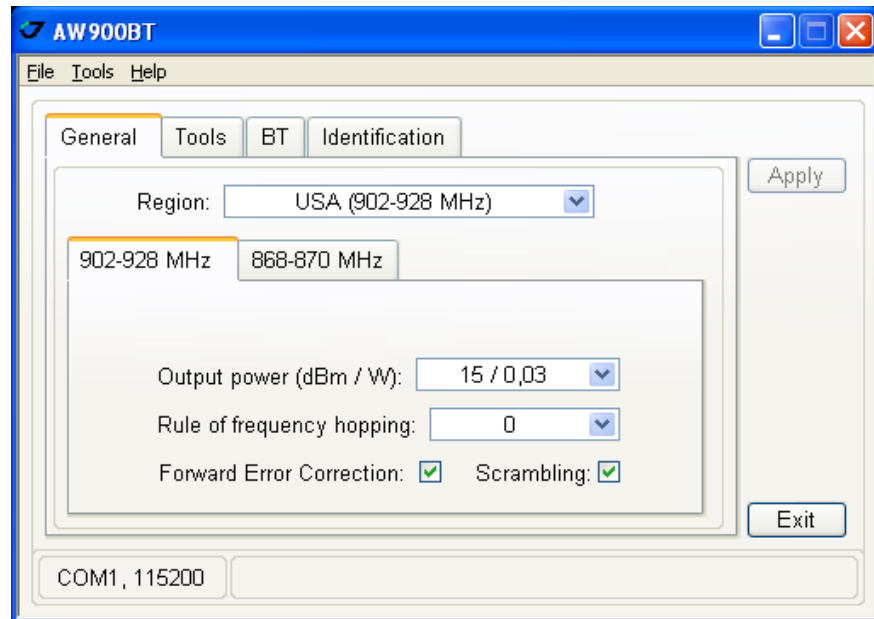 AW900BT
File Tools Help
General Tools BT Identification
Apply
Region: USA (902-928 MHz)
902-928 MHz 868-870 MHz
Output power (dBm / W): 15 / 0,03
Rule of frequency hopping: 0
Forward Error Correction: Scrambling:
Exit
COM1, 115200